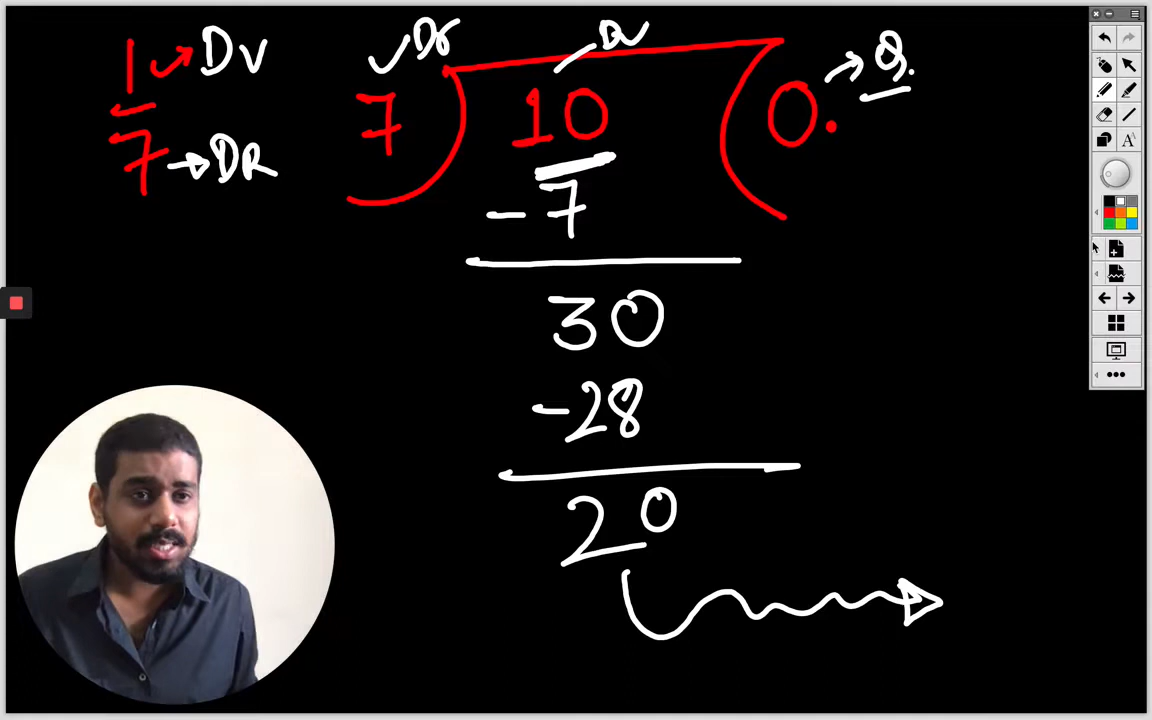 1 → DV
7 → DR
Dr Dv
7 10 0. → Q.
- 7
30
-28
20
A